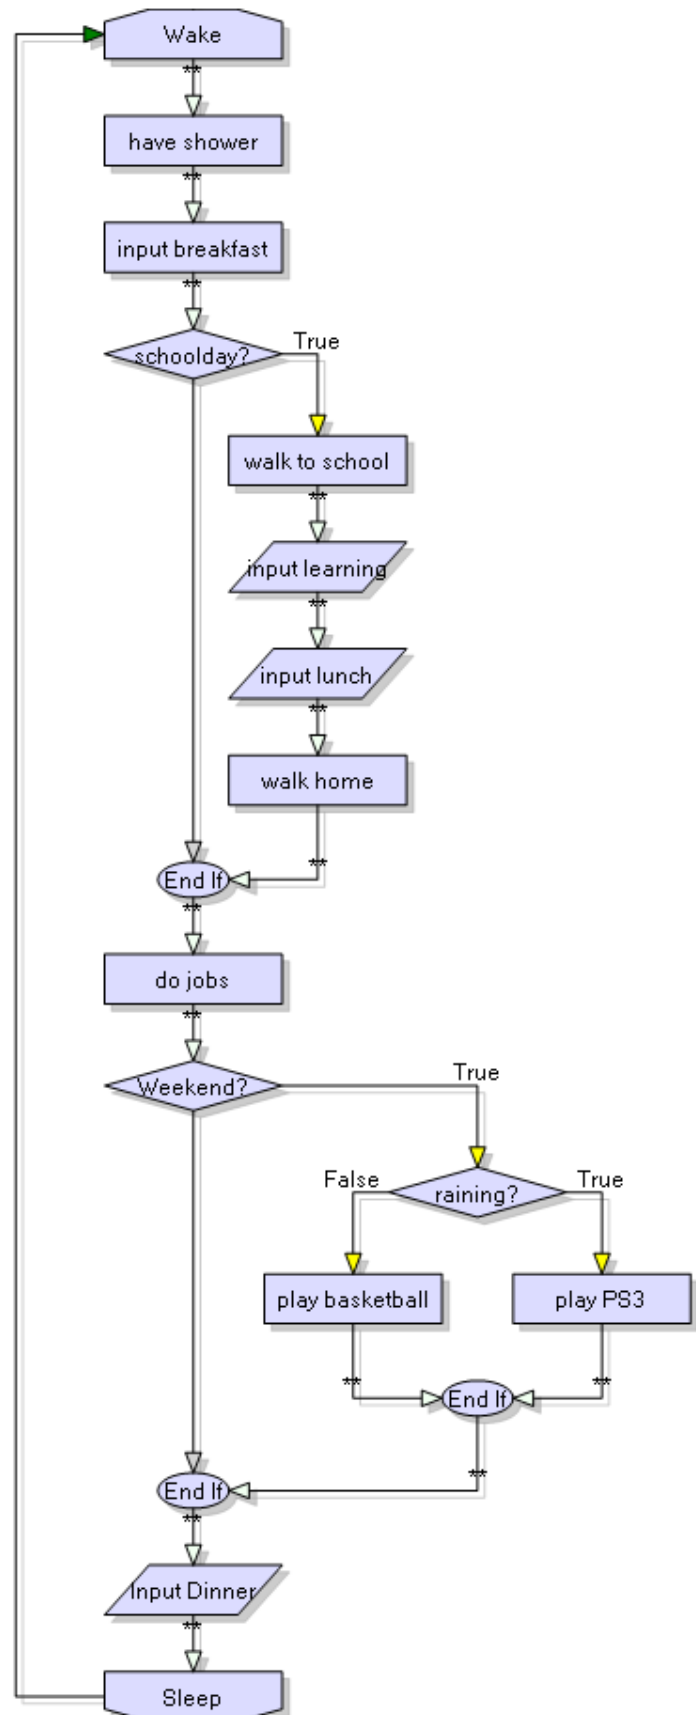 Wake
**
have shower
**
input breakfast
**
schoolday?
True
walk to school
**
input learning
**
input lunch
**
walk home
**
End If
**
do jobs
**
Weekend?
True
raining?
False
True
play basketball
play PS3
**
**
End If
**
End If
**
Input Dinner
**
Sleep